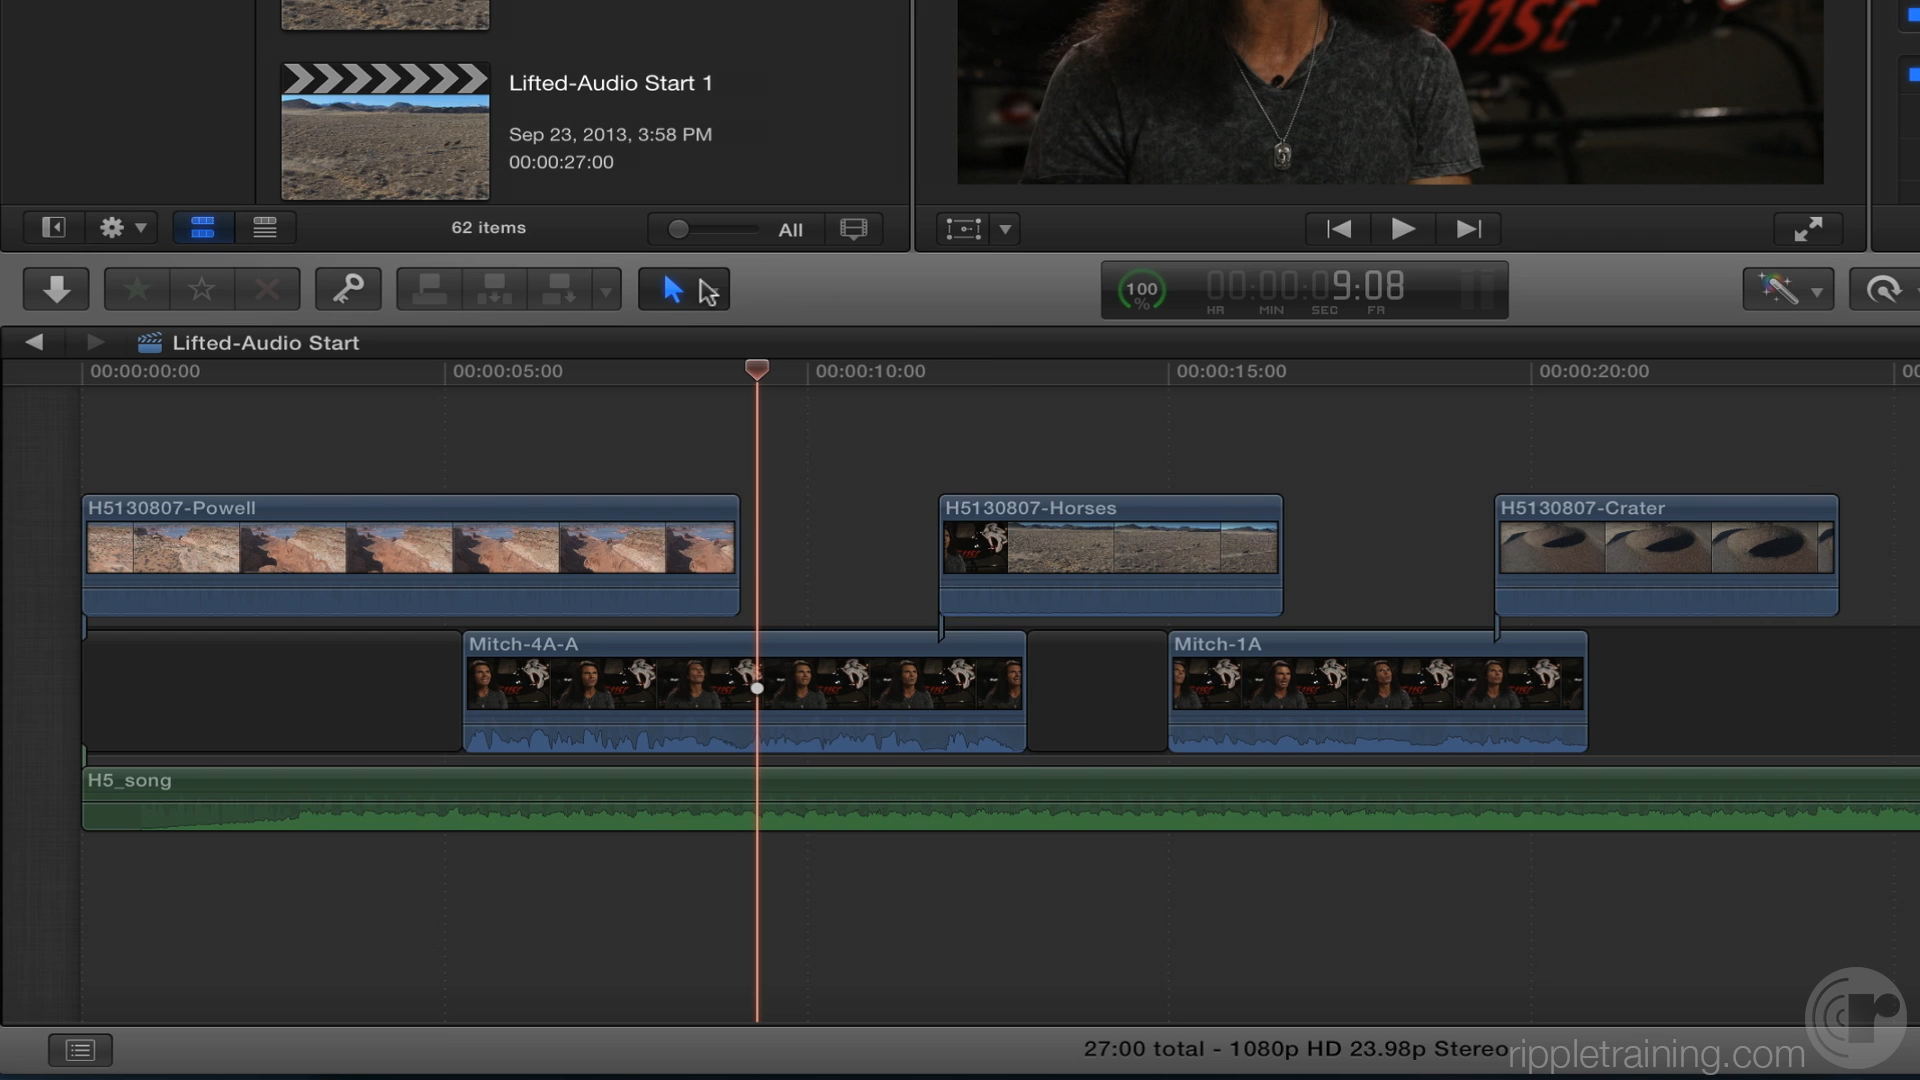 Lifted-Audio Start 1
Sep 23, 2013, 3:58 PM
00:00:27:00
62 items
All
100
%
00:00:09:08
HR MIN SEC FR
Lifted-Audio Start
00:00:00:00 00:00:05:00 00:00:10:00 00:00:15:00 00:00:20:00 00
H5130807-Powell
H5130807-Horses
H5130807-Crater
Mitch-4A-A
Mitch-1A
H5_song
27:00 total - 1080p HD 23.98p Stereo
rippletraining.com